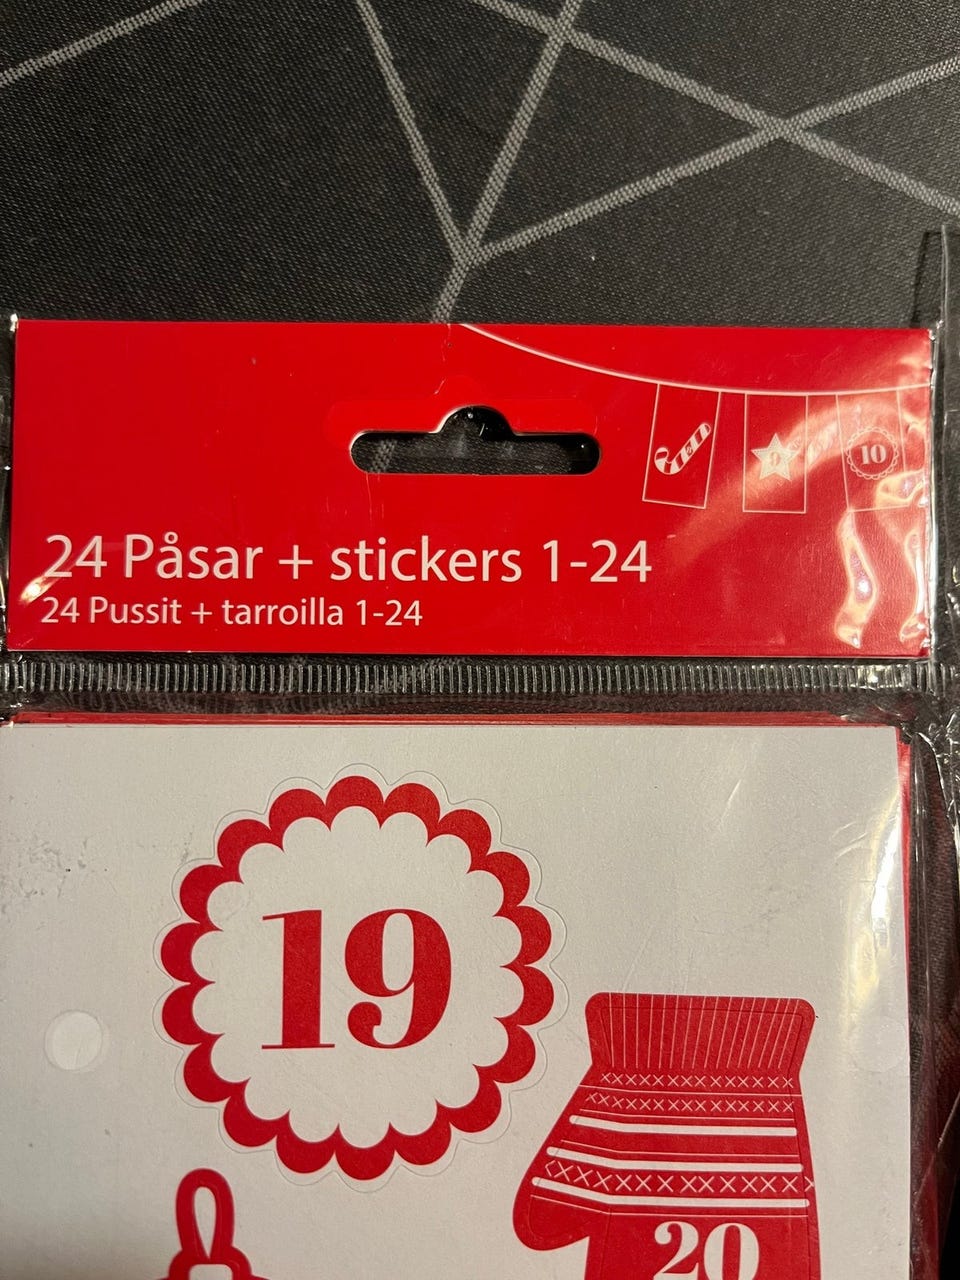 10
24 Påsar + stickers 1-24
24 Pussit + tarroilla 1-24
19
20